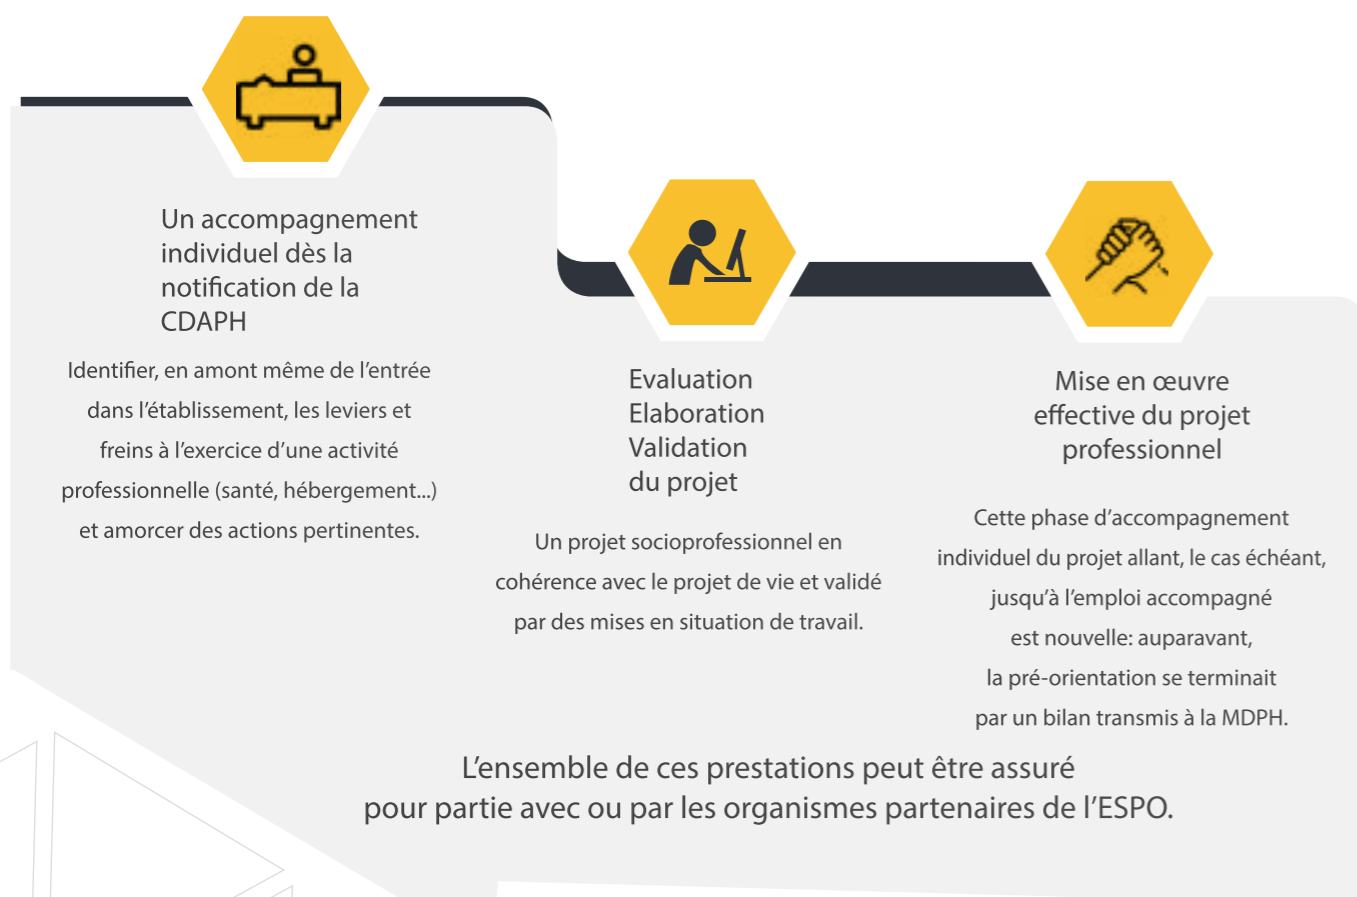 Un accompagnement
individuel dès la
notification de la
CDAPH
Identifier, en amont même de l’entrée
dans l’établissement, les leviers et
freins à l’exercice d’une activité
professionnelle (santé, hébergement...)
et amorcer des actions pertinentes.
Evaluation
Elaboration
Validation
du projet
Un projet socioprofessionnel en
cohérence avec le projet de vie et validé
par des mises en situation de travail.
Mise en œuvre
effective du projet
professionnel
Cette phase d’accompagnement
individuel du projet allant, le cas échéant,
jusqu’à l’emploi accompagné
est nouvelle: auparavant,
la pré-orientation se terminait
par un bilan transmis à la MDPH.
L’ensemble de ces prestations peut être assuré
pour partie avec ou par les organismes partenaires de l’ESPO.